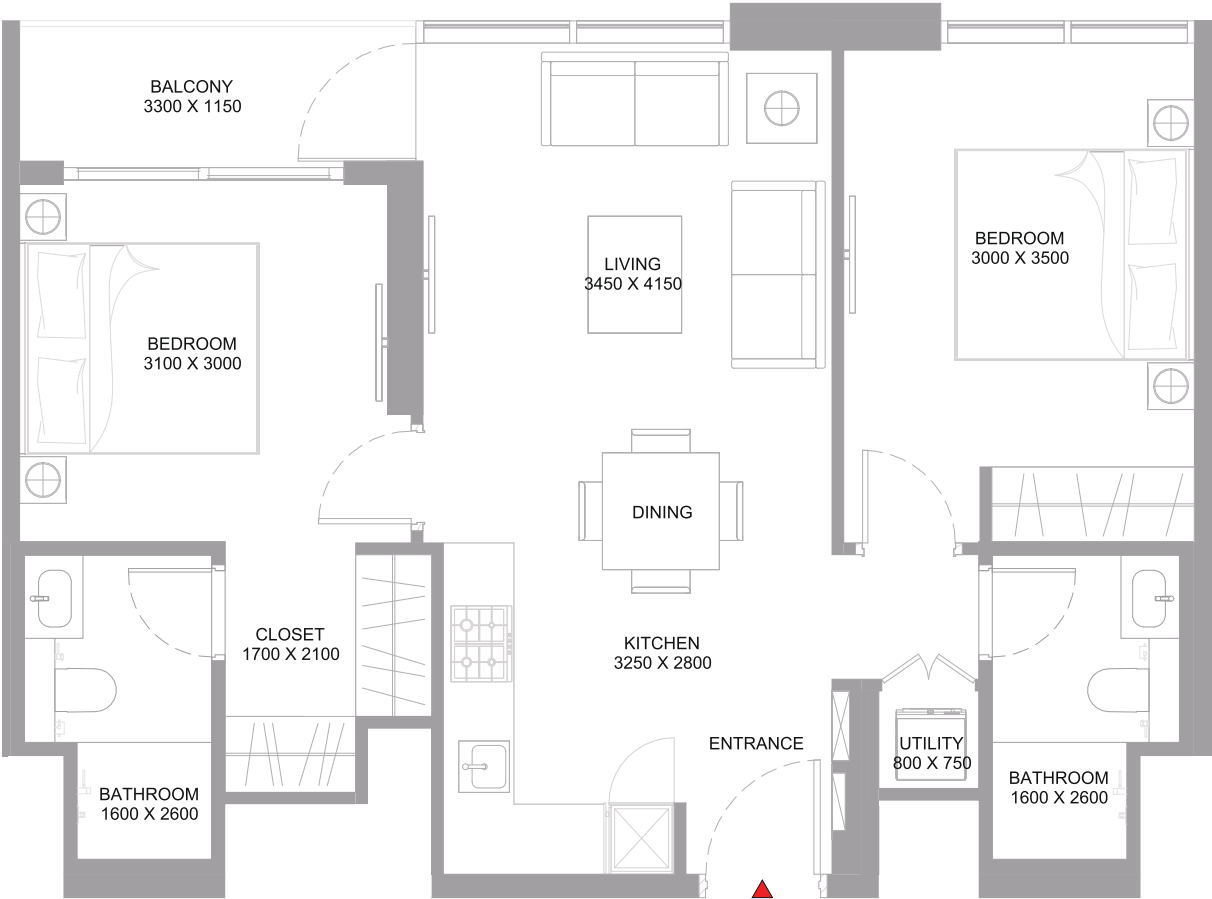 BALCONY
3300 X 1150
LIVING
3450 X 4150
BEDROOM
3000 X 3500
BEDROOM
3100 X 3000
DINING
CLOSET
1700 X 2100
KITCHEN
3250 X 2800
ENTRANCE
UTILITY
800 X 750
BATHROOM
1600 X 2600
BATHROOM
1600 X 2600